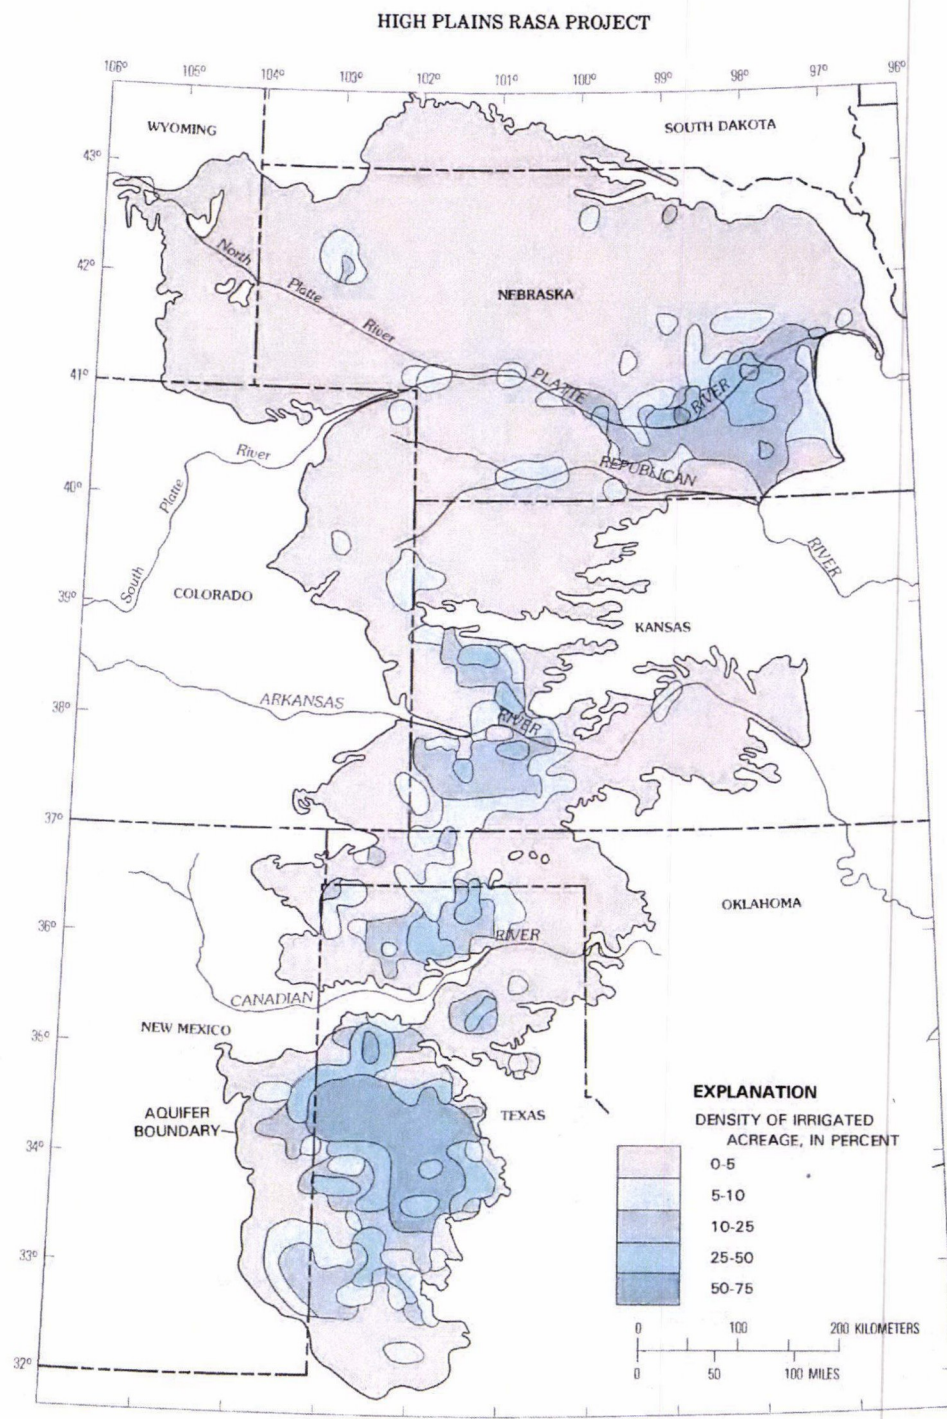 HIGH PLAINS RASA PROJECT
106° 105° 104° 103° 102° 101° 100° 99° 98° 97° 96°
WYOMING
SOUTH DAKOTA
43°
North
Platte
River
42°
NEBRASKA
41°
PLATTE
RIVER
River
REPUBLICAN
40°
Platte
South
RIVER
39°
COLORADO
KANSAS
ARKANSAS
RIVER
38°
37°
OKLAHOMA
36°
RIVER
CANADIAN
NEW MEXICO
35°
EXPLANATION
DENSITY OF IRRIGATED
ACREAGE, IN PERCENT
AQUIFER
BOUNDARY
TEXAS
34°
0-5
5-10
10-25
25-50
50-75
33°
0 100 200 KILOMETERS
0 50 100 MILES
32°